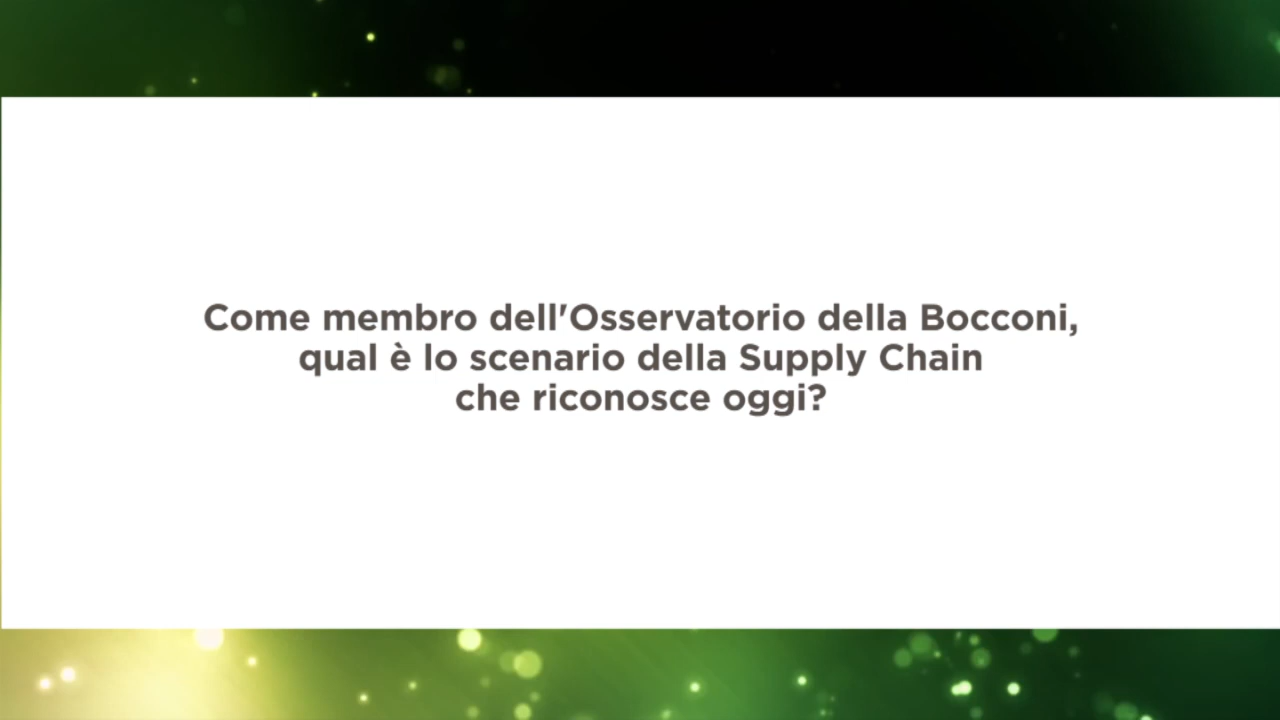 Come membro dell'Osservatorio della Bocconi,
qual è lo scenario della Supply Chain
che riconosce oggi?